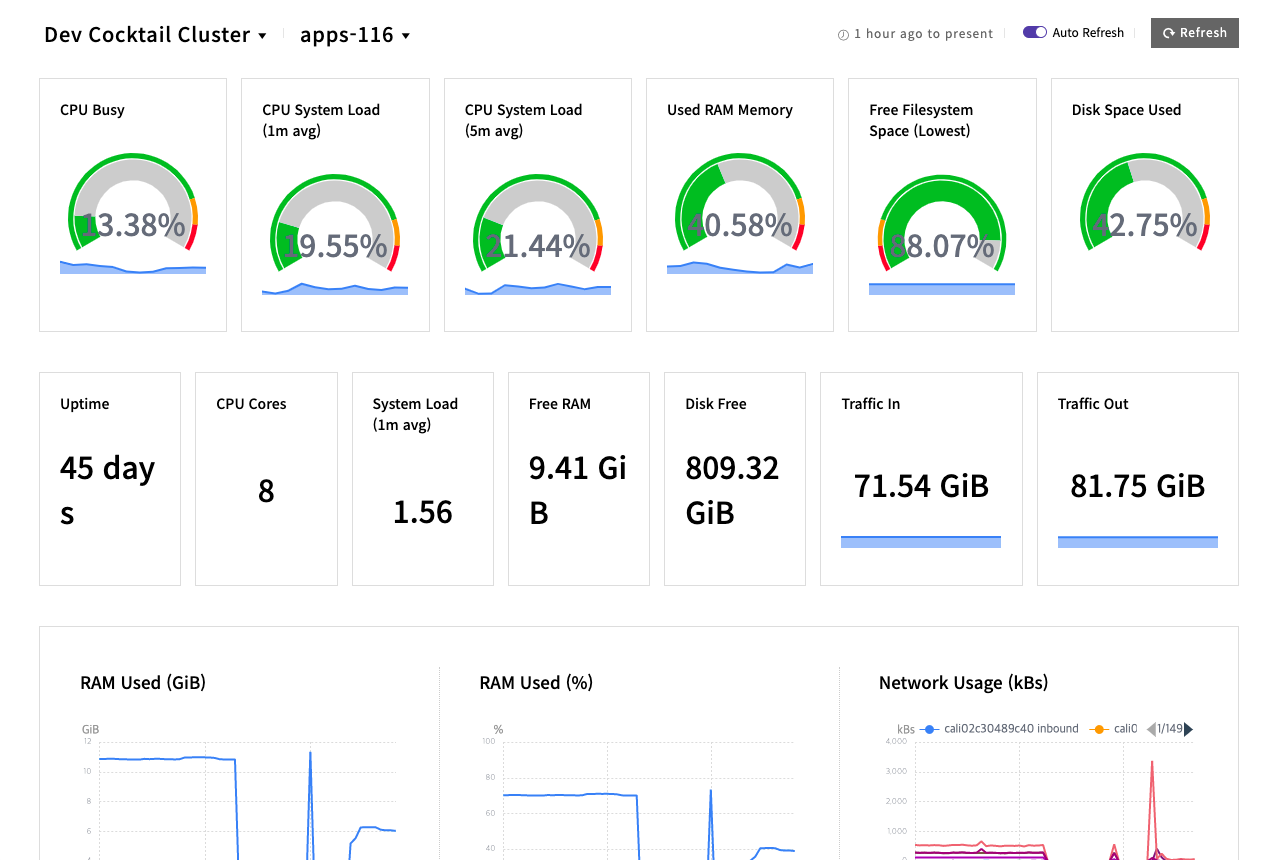 Dev Cocktail Cluster
apps-116
1 hour ago to present
Auto Refresh
Refresh
CPU Busy
13.38%
CPU System Load
(1m avg)
19.55%
CPU System Load
(5m avg)
21.44%
Used RAM Memory
40.58%
Free Filesystem
Space (Lowest)
88.07%
Disk Space Used
42.75%
Uptime
45 day
s
CPU Cores
8
System Load
(1m avg)
1.56
Free RAM
9.41 Gi
B
Disk Free
809.32
GiB
Traffic In
71.54 GiB
Traffic Out
81.75 GiB
RAM Used (GiB)
GiB
12
10
8
6
RAM Used (%)
%
100
80
60
40
Network Usage (kBs)
kBs
cali02c30489c40 inbound
cali0
1/149
4,000
3,000
2,000
1,000